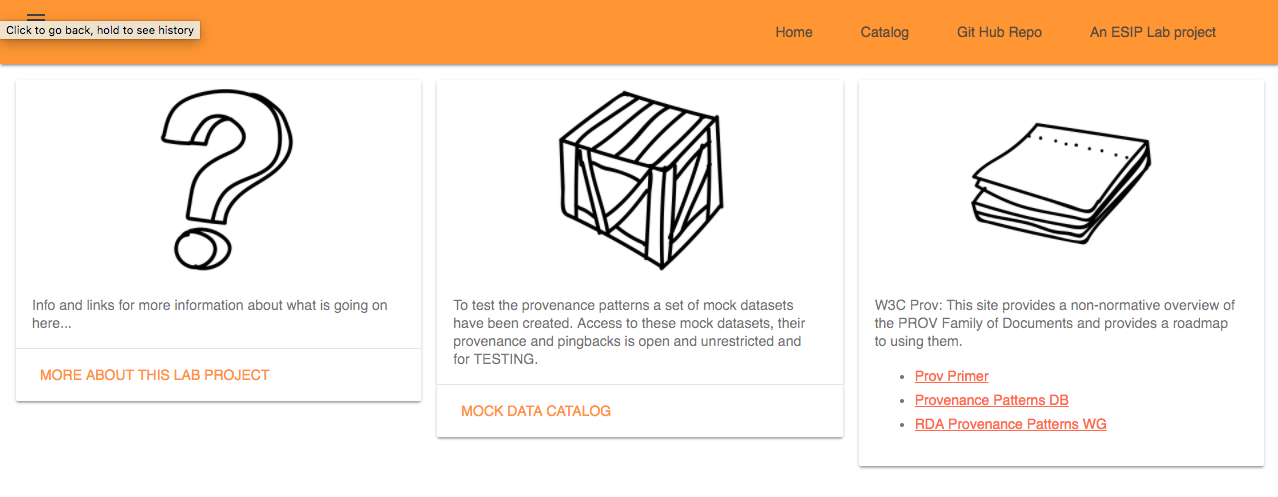 Click to go back, hold to see history
Home Catalog Git Hub Repo An ESIP Lab project
Info and links for more information about what is going on
here...
MORE ABOUT THIS LAB PROJECT
To test the provenance patterns a set of mock datasets
have been created. Access to these mock datasets, their
provenance and pingbacks is open and unrestricted and
for TESTING.
MOCK DATA CATALOG
W3C Prov: This site provides a non-normative overview of
the PROV Family of Documents and provides a roadmap
to using them.
• Prov Primer
• Provenance Patterns DB
• RDA Provenance Patterns WG